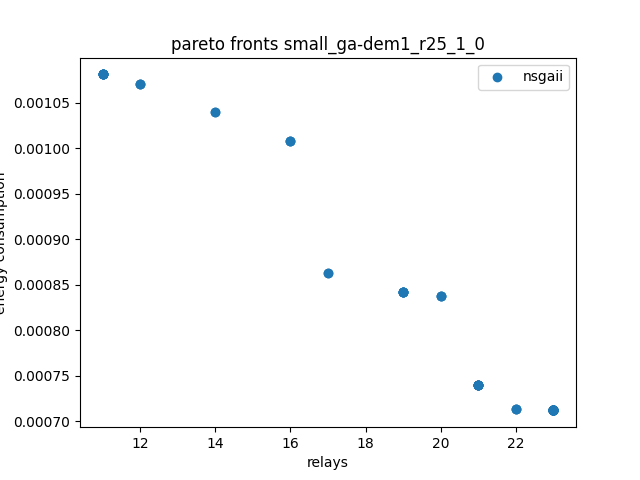 pareto fronts small_ga-dem1_r25_1_0
nsgaii
0.00105
0.00100
0.00095
0.00090
0.00085
0.00080
0.00075
0.00070
energy consumption
12 14 16 18 20 22
relays